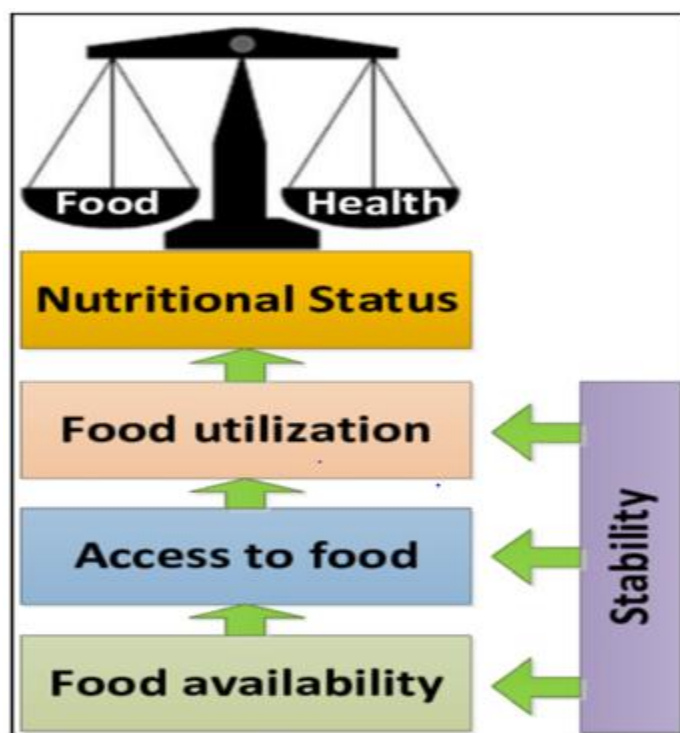 Food Health
Nutritional Status
Food utilization
Access to food
Food availability
Stability